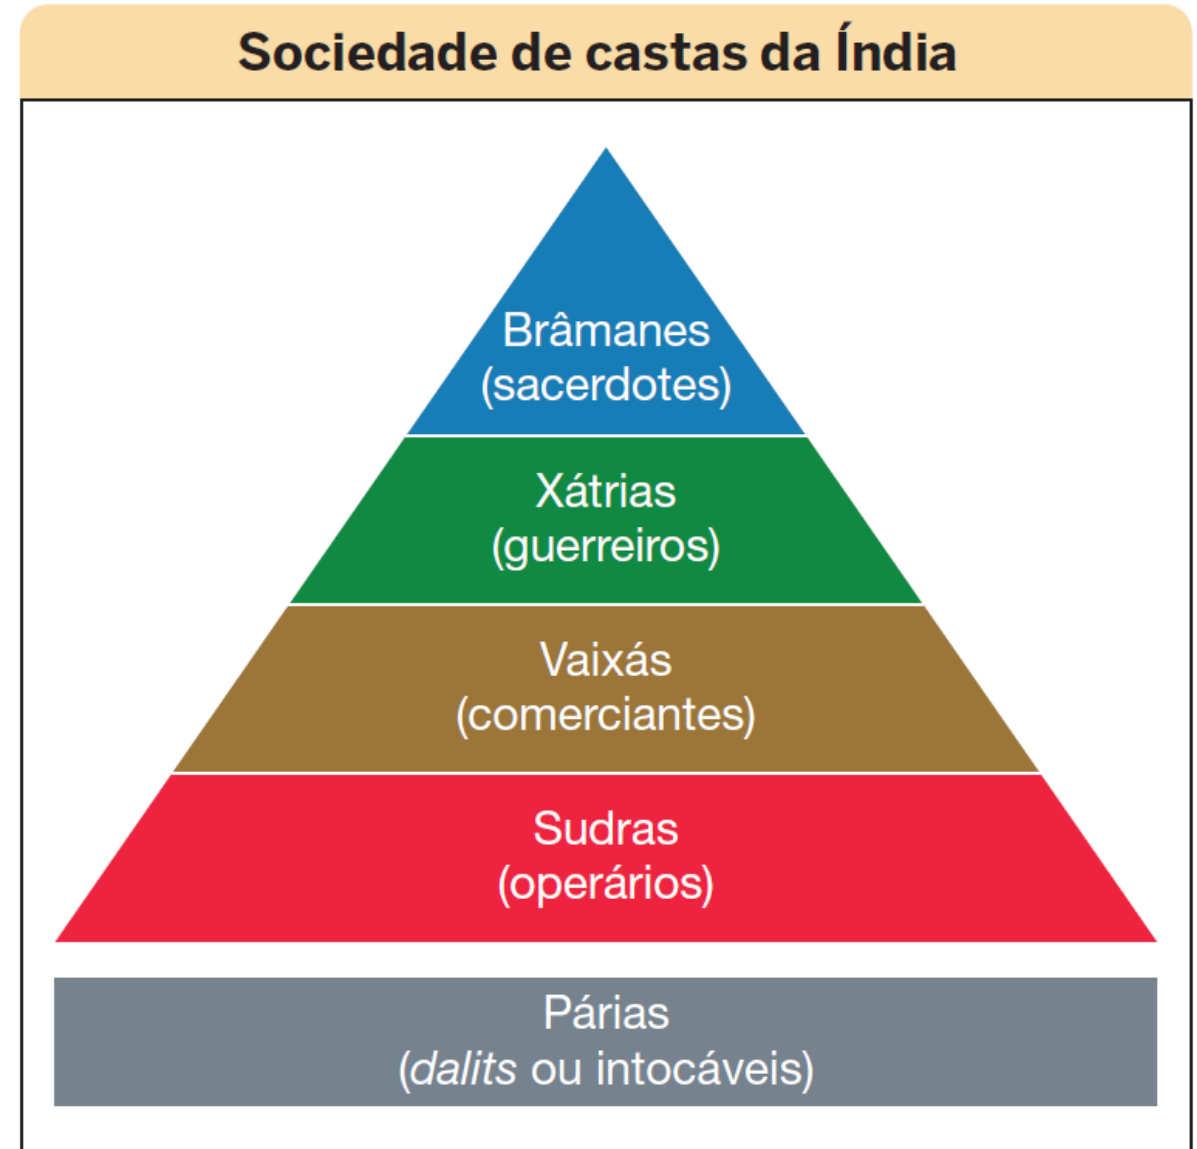 Sociedade de castas da Índia
Brâmanes
(sacerdotes)
Xátrias
(guerreiros)
Vaixás
(comerciantes)
Sudras
(operários)
Párias
(dalits ou intocáveis)